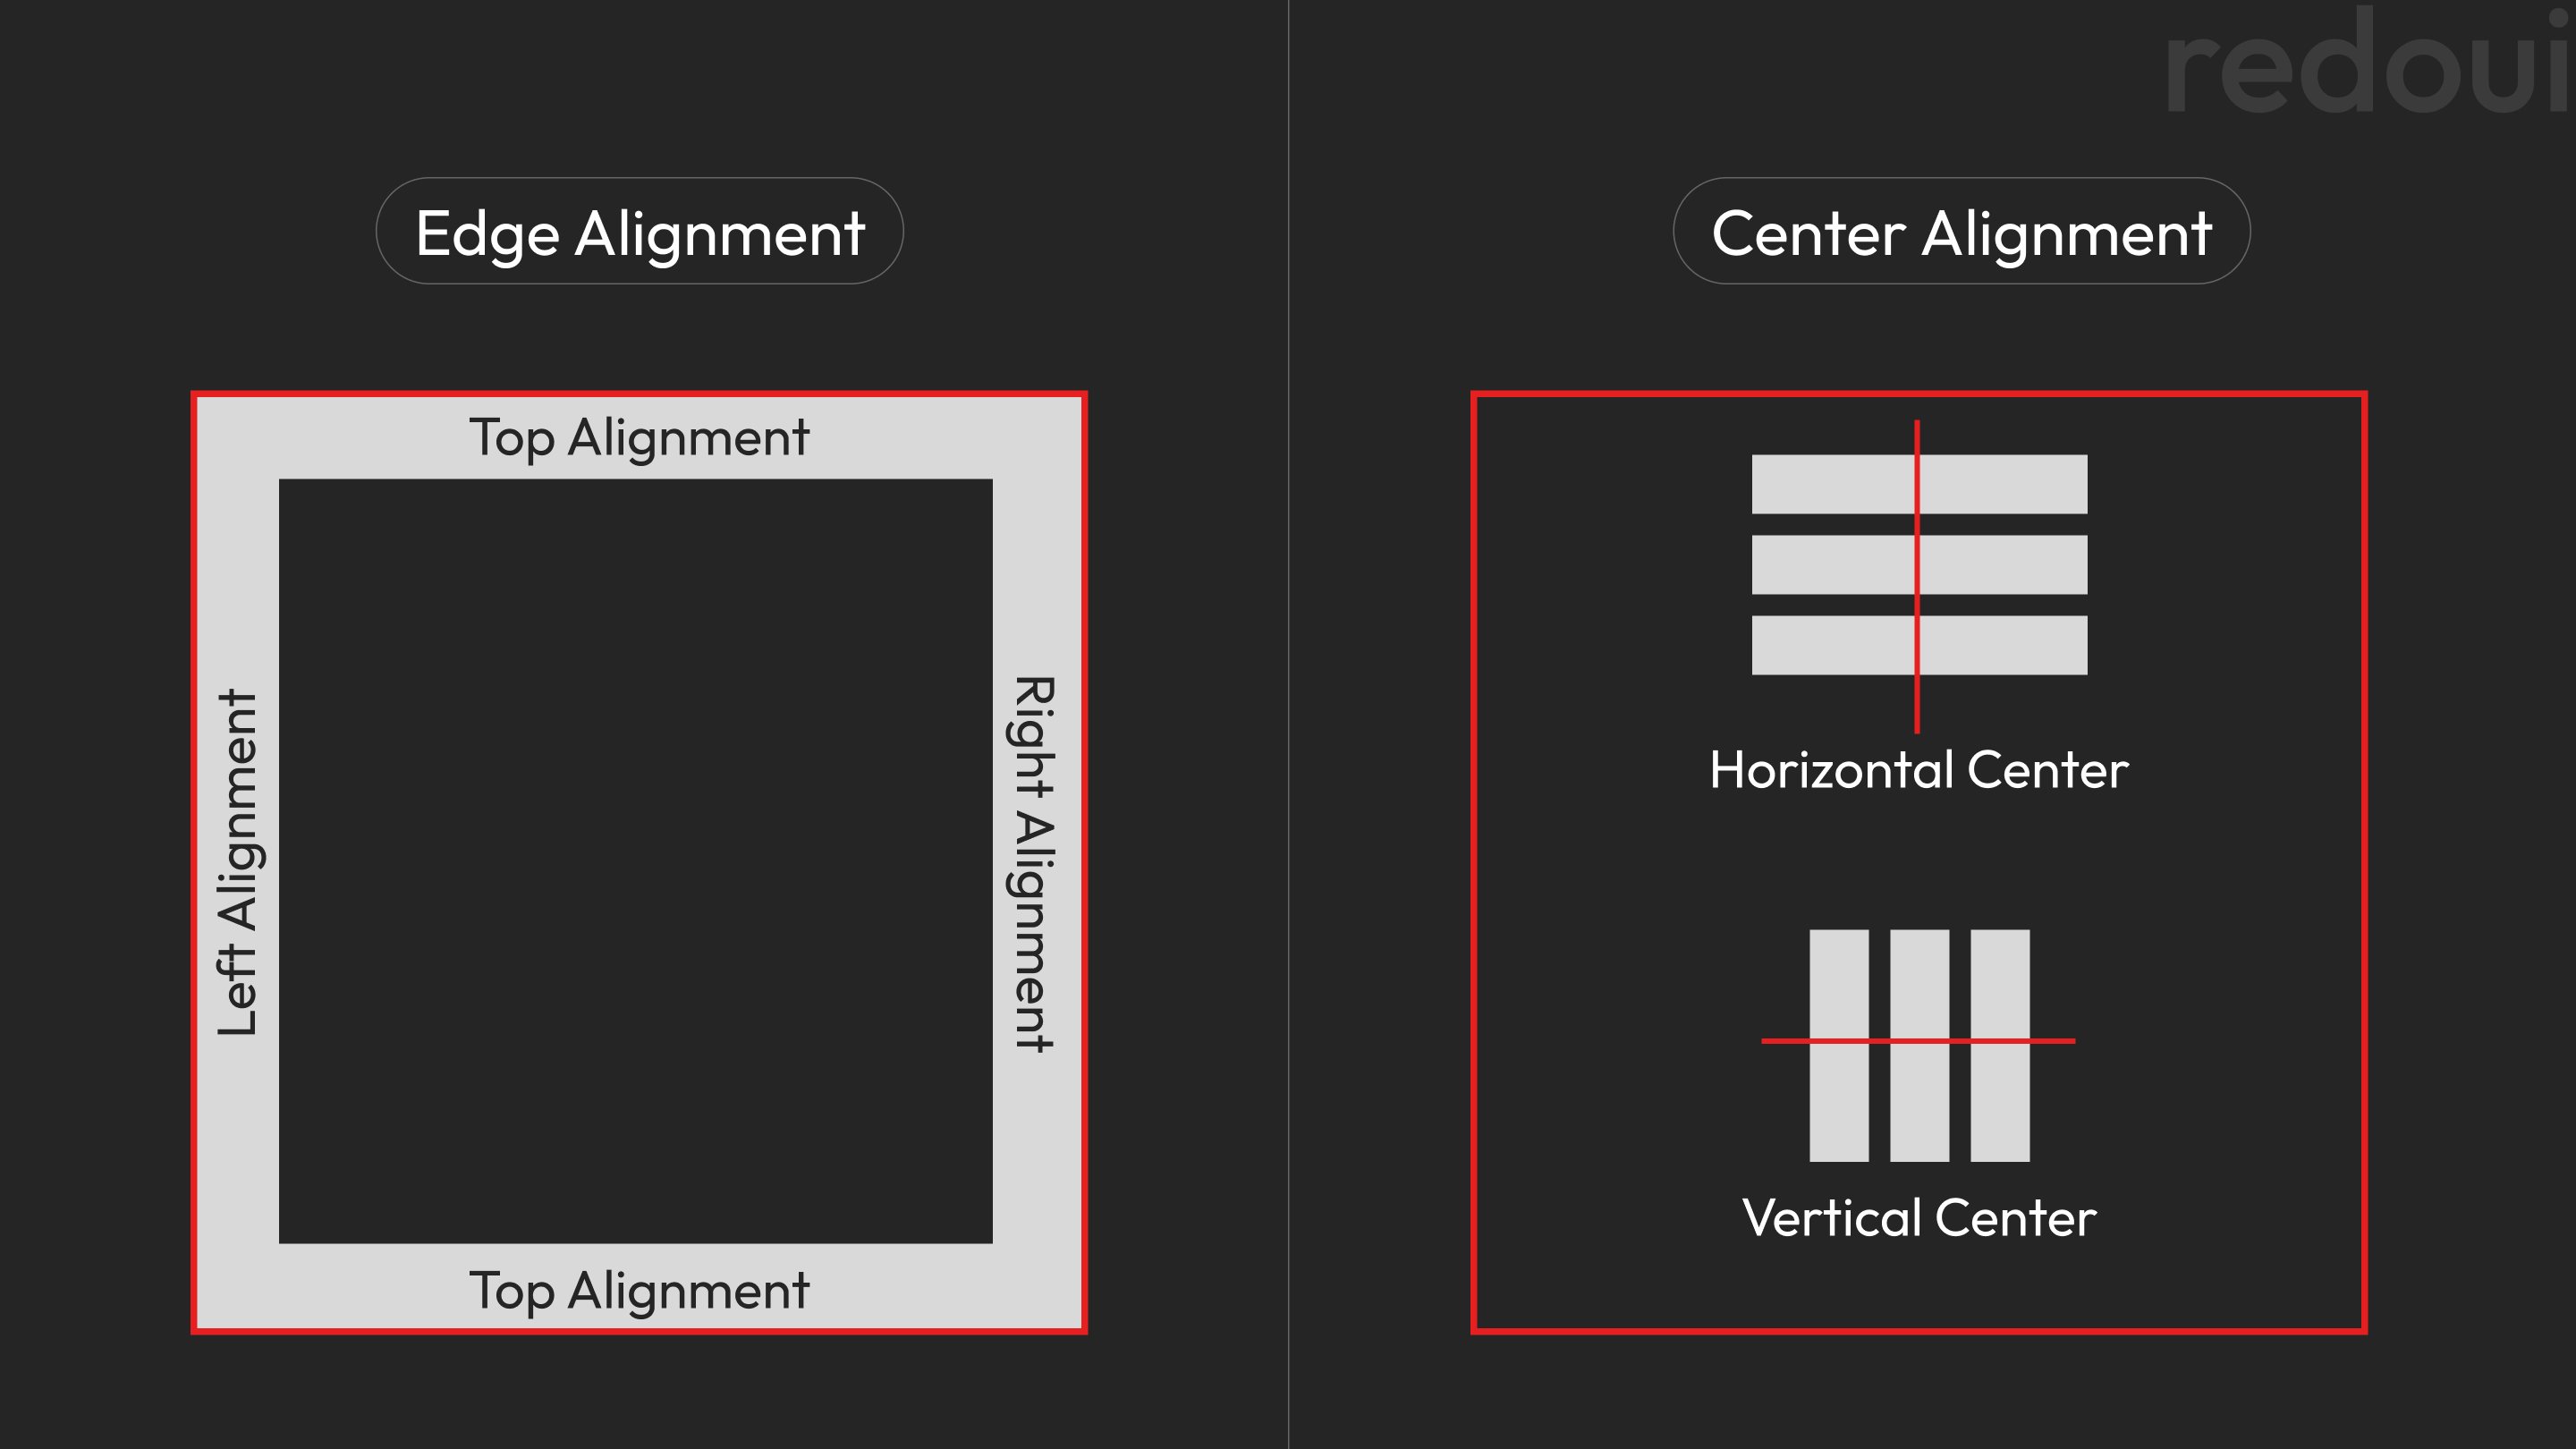 redoui
Edge Alignment
Center Alignment
Top Alignment
Left Alignment
Right Alignment
Top Alignment
Horizontal Center
Vertical Center